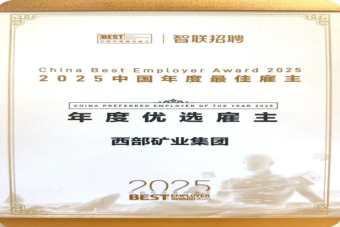 BEST 智联招聘
China Best Employer Award 2025
2025中国年度最佳雇主
CHINA PREFERRED EMPLOYER OF THE YEAR 2025
年度优选雇主
西部矿业集团
2025
BEST EMPLOYER AWARD